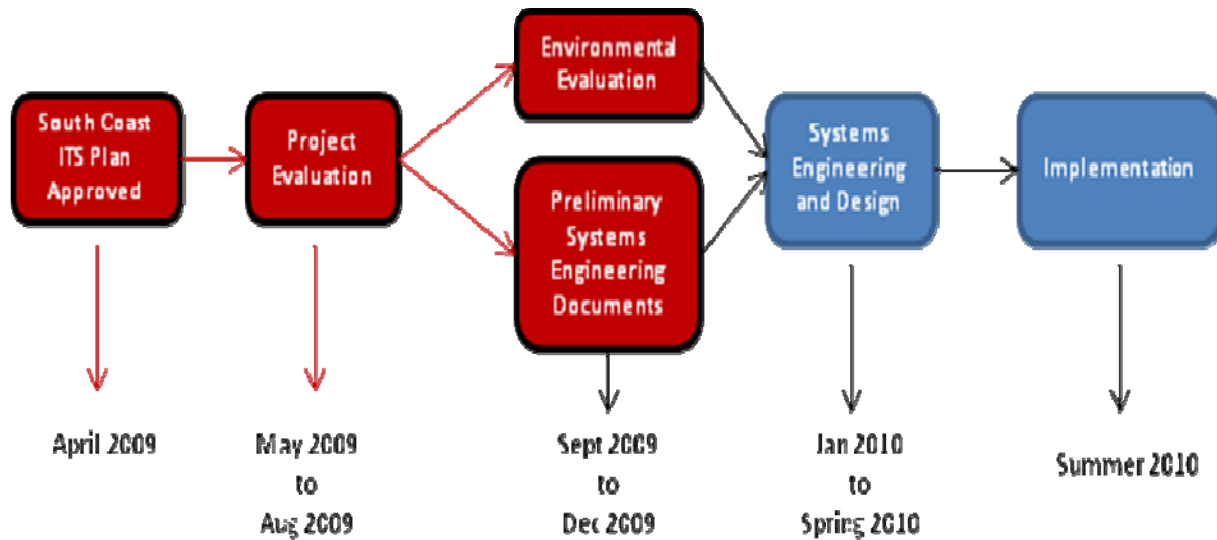 South Coast
ITS Plan
Approved
Project
Evaluation
Environmental
Evaluation
Preliminary
Systems
Engineering
Documents
Systems
Engineering
and Design
Implementation
April 2009
May 2009
to
Aug 2009
Sept 2009
to
Dec 2009
Jan 2010
to
Spring 2010
Summer 2010